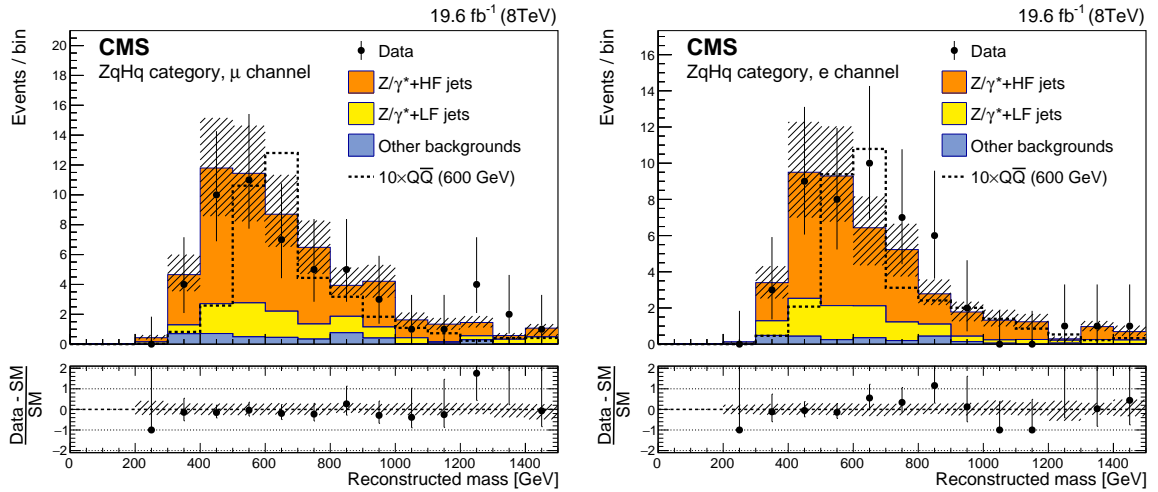 19.6 fb⁻¹ (8TeV)
CMS
ZqHq category, μ channel
Data
Z/γ*+HF jets
Z/γ*+LF jets
Other backgrounds
10×QQ̅ (600 GeV)
Events / bin
20
18
16
14
12
10
8
6
4
2
0
Data - SM
SM
2
1
0
−1
−2
0 200 400 600 800 1000 1200 1400
Reconstructed mass [GeV]
19.6 fb⁻¹ (8TeV)
CMS
ZqHq category, e channel
Data
Z/γ*+HF jets
Z/γ*+LF jets
Other backgrounds
10×QQ̅ (600 GeV)
Events / bin
16
14
12
10
8
6
4
2
0
Data - SM
SM
2
1
0
−1
−2
0 200 400 600 800 1000 1200 1400
Reconstructed mass [GeV]